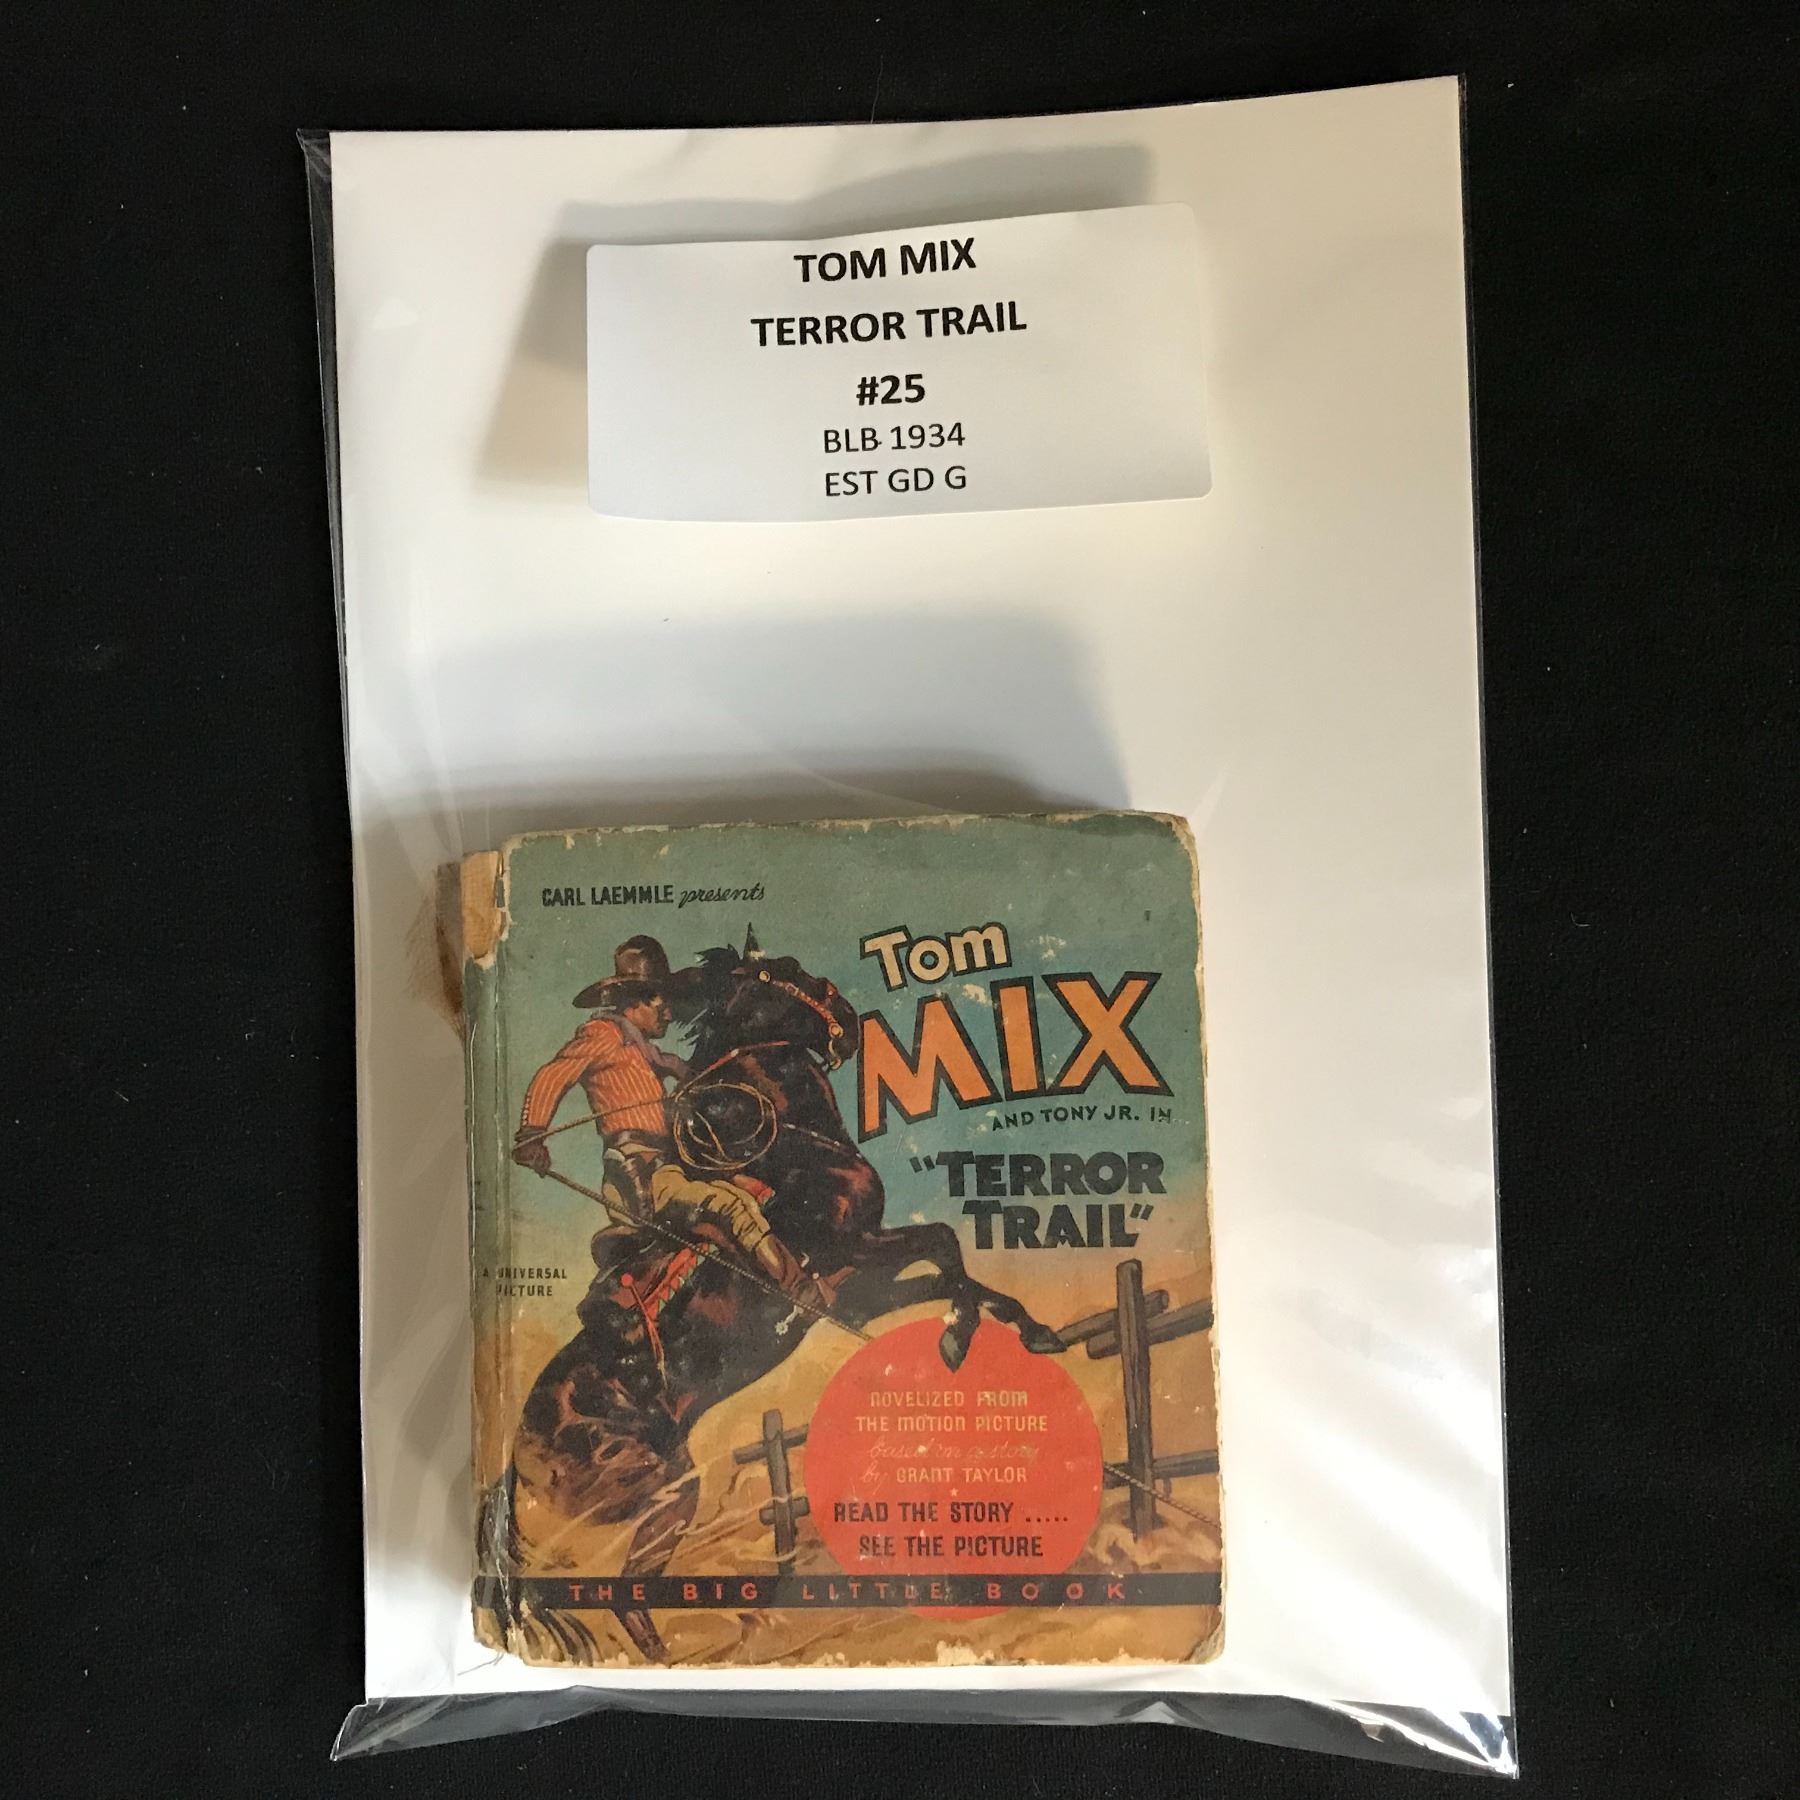 TOM MIX
TERROR TRAIL
#25
BLB 1934
EST GD G
CARL LAEMMLE presents
Tom
MIX
AND TONY JR. IN
"TERROR
TRAIL"
A UNIVERSAL
PICTURE
NOVELIZED FROM
THE MOTION PICTURE
based on a story
by GRANT TAYLOR
READ THE STORY .....
SEE THE PICTURE
THE BIG LITTLE BOOK